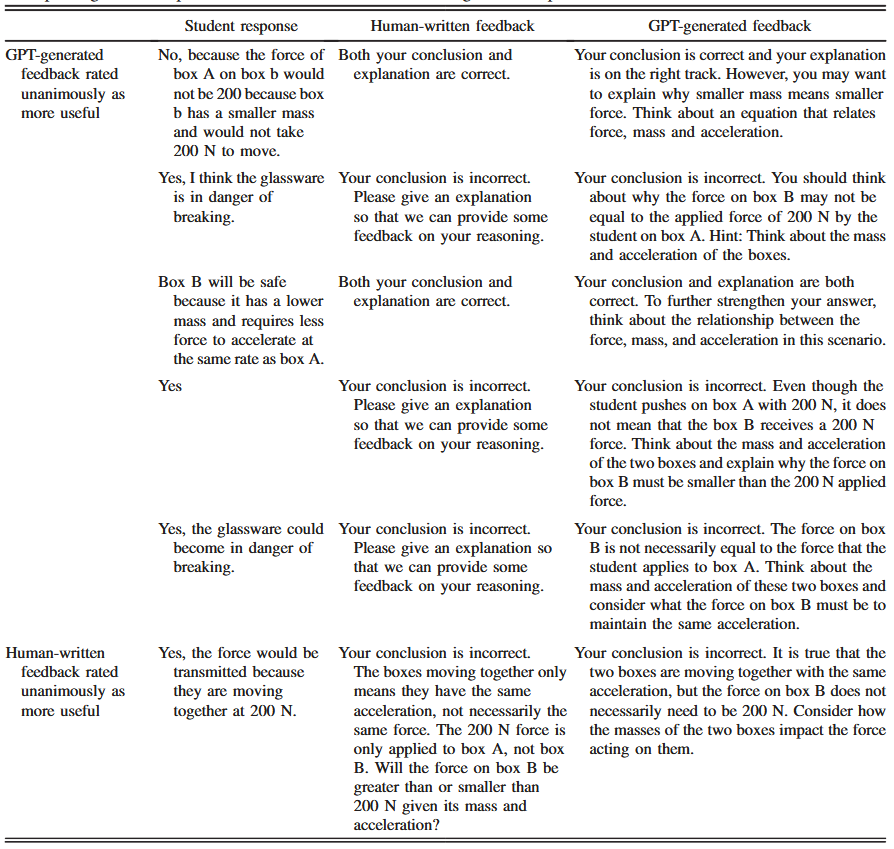 Student response
Human-written feedback
GPT-generated feedback
GPT-generated
feedback rated
unanimously as
more useful
No, because the force of
box A on box b would
not be 200 because box
b has a smaller mass
and would not take
200 N to move.
Both your conclusion and
explanation are correct.
Your conclusion is correct and your explanation
is on the right track. However, you may want
to explain why smaller mass means smaller
force. Think about an equation that relates
force, mass and acceleration.
Yes, I think the glassware
is in danger of
breaking.
Your conclusion is incorrect.
Please give an explanation
so that we can provide some
feedback on your reasoning.
Your conclusion is incorrect. You should think
about why the force on box B may not be
equal to the applied force of 200 N by the
student on box A. Hint: Think about the mass
and acceleration of the boxes.
Box B will be safe
because it has a lower
mass and requires less
force to accelerate at
the same rate as box A.
Both your conclusion and
explanation are correct.
Your conclusion and explanation are both
correct. To further strengthen your answer,
think about the relationship between the
force, mass, and acceleration in this scenario.
Yes
Your conclusion is incorrect.
Please give an explanation
so that we can provide some
feedback on your reasoning.
Your conclusion is incorrect. Even though the
student pushes on box A with 200 N, it does
not mean that the box B receives a 200 N
force. Think about the mass and acceleration
of the two boxes and explain why the force on
box B must be smaller than the 200 N applied
force.
Yes, the glassware could
become in danger of
breaking.
Your conclusion is incorrect.
Please give an explanation so
that we can provide some
feedback on your reasoning.
Your conclusion is incorrect. The force on box
B is not necessarily equal to the force that the
student applies to box A. Think about the
mass and acceleration of these two boxes and
consider what the force on box B must be to
maintain the same acceleration.
Human-written
feedback rated
unanimously as
more useful
Yes, the force would be
transmitted because
they are moving
together at 200 N.
Your conclusion is incorrect.
The boxes moving together only
means they have the same
acceleration, not necessarily the
same force. The 200 N force is
only applied to box A, not box
B. Will the force on box B be
greater than or smaller than
200 N given its mass and
acceleration?
Your conclusion is incorrect. It is true that the
two boxes are moving together with the same
acceleration, but the force on box B does not
necessarily need to be 200 N. Consider how
the masses of the two boxes impact the force
acting on them.